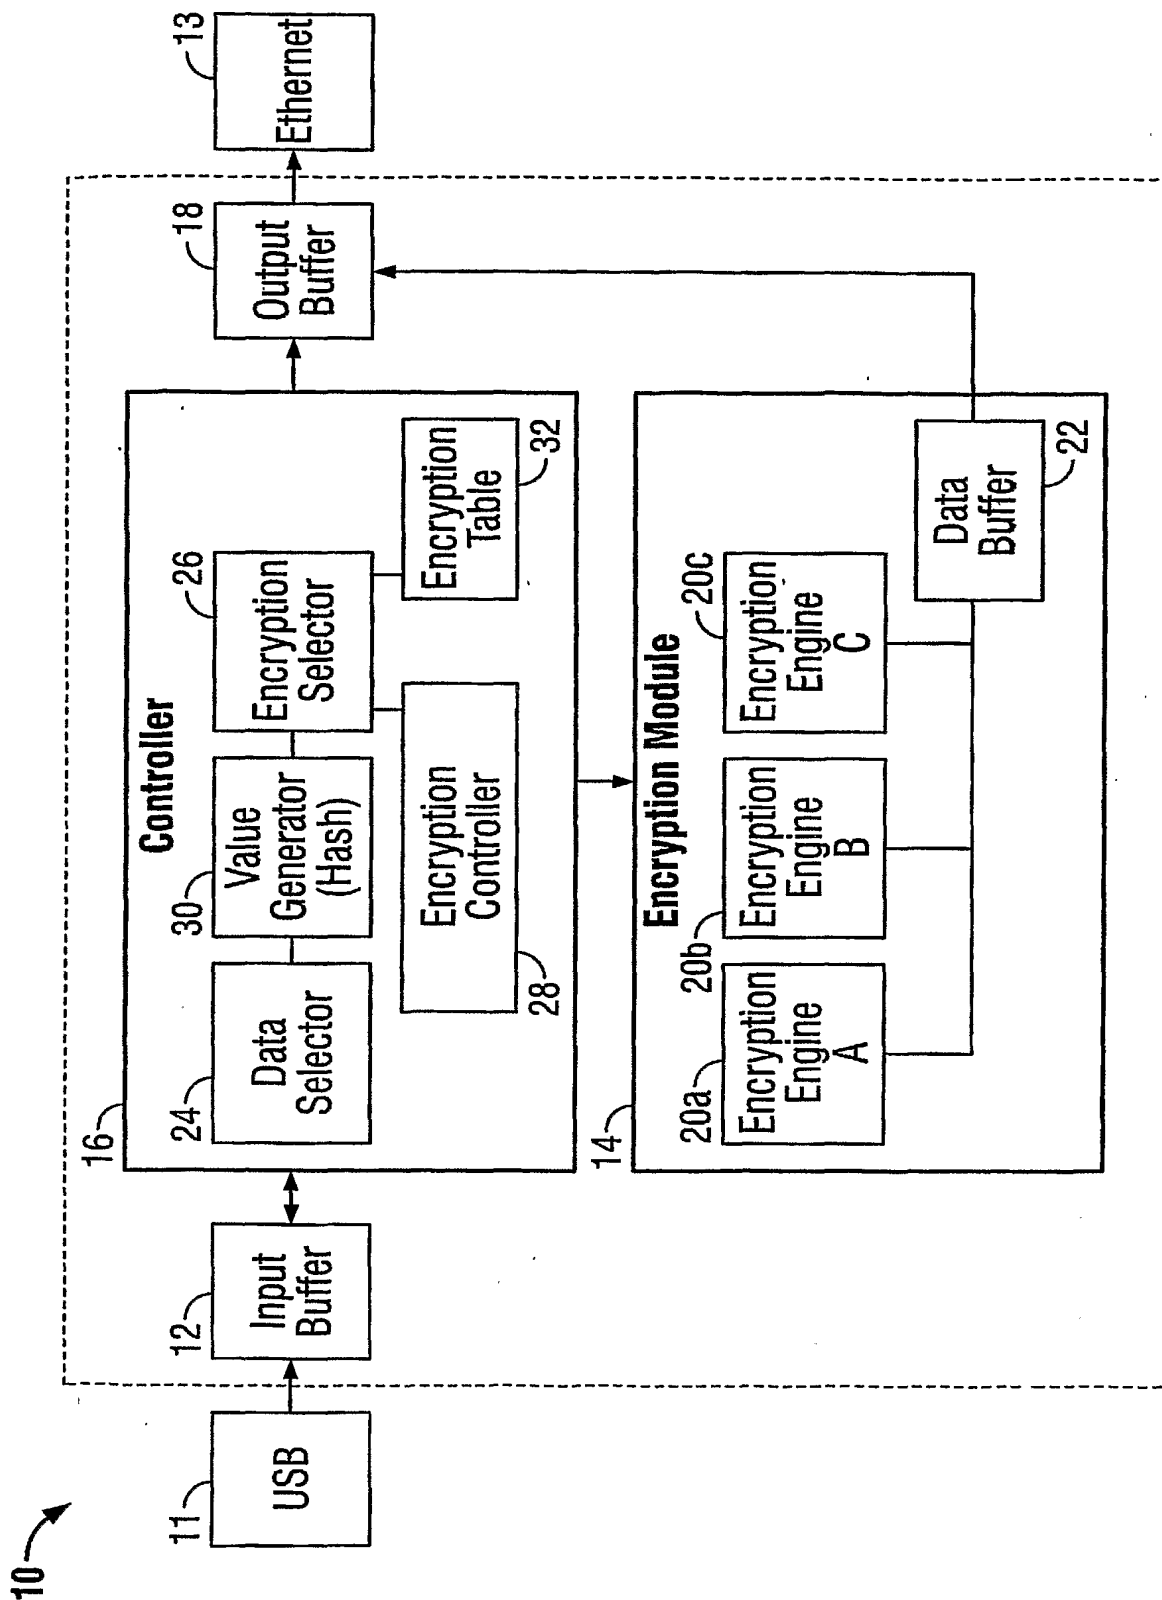 10
11
USB
12
Input
Buffer
16
Controller
24
Data
Selector
30
Value
Generator
(Hash)
26
Encryption
Selector
28
Encryption
Controller
Encryption
Table
32
18
Output
Buffer
13
Ethernet
14
Encryption Module
20a
Encryption
Engine
A
20b
Encryption
Engine
B
20c
Encryption
Engine
C
Data
Buffer
22